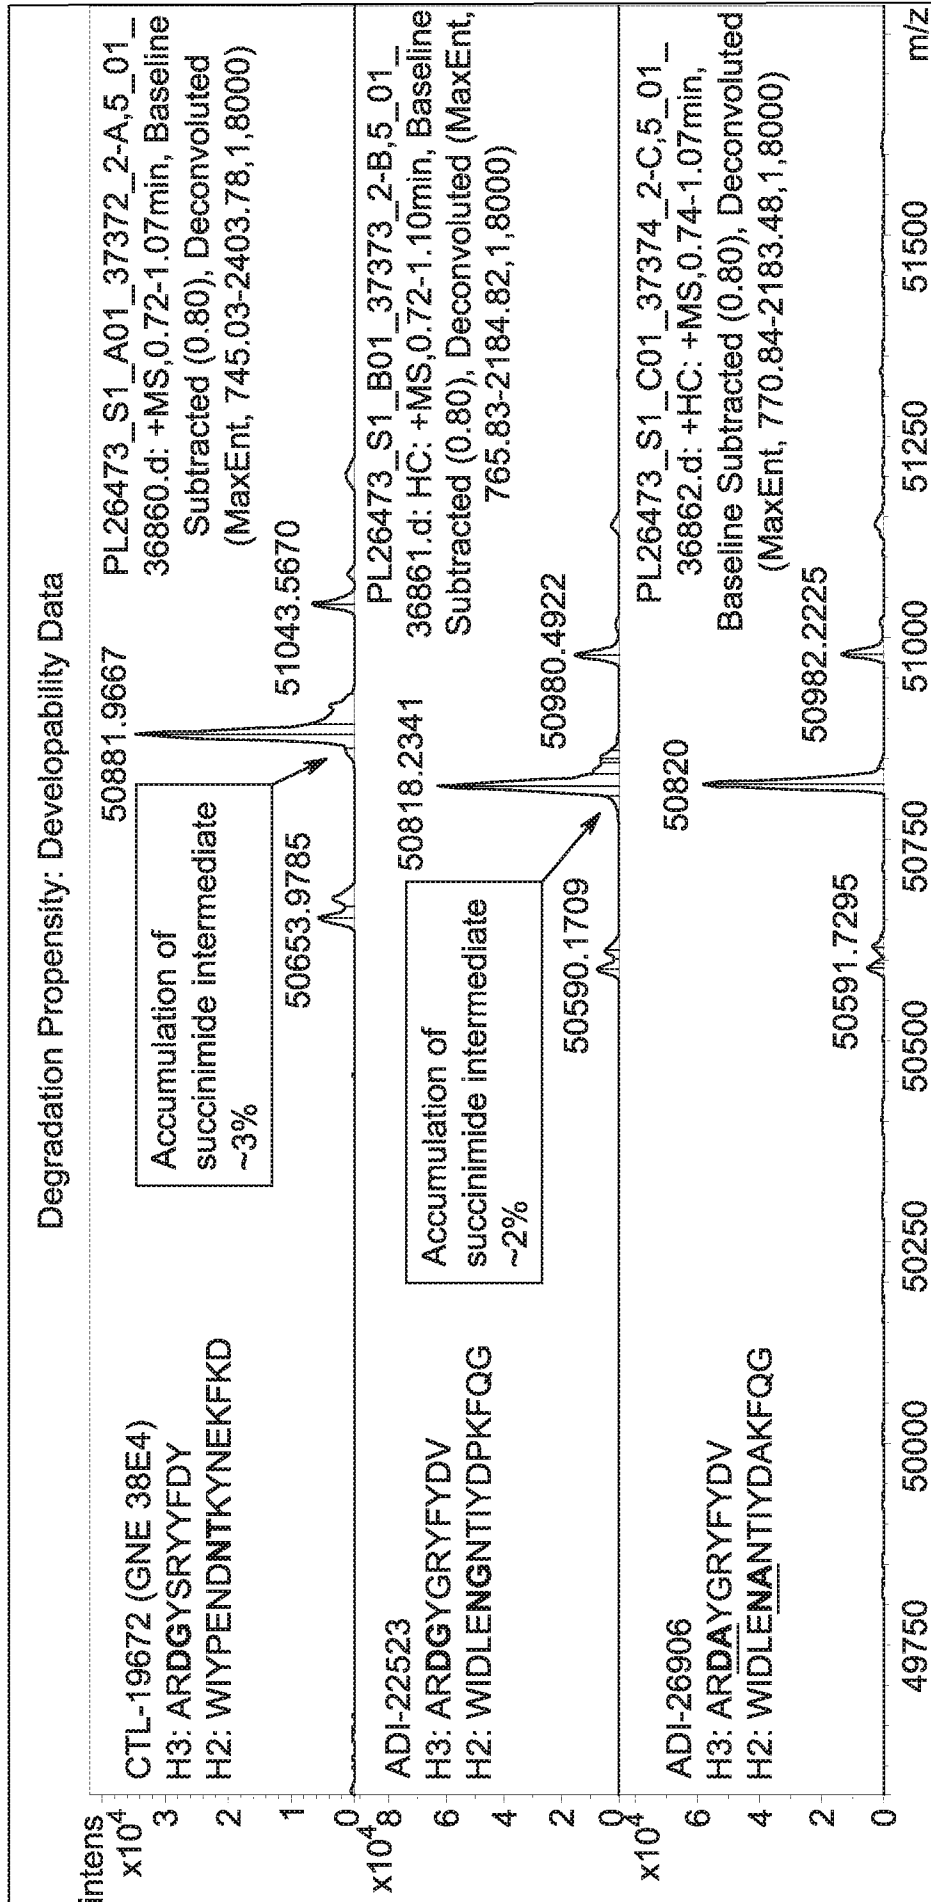 Degradation Propensity: Developability Data
intens
x10⁴
3
2
1
0
CTL-19672 (GNE 38E4)
H3: ARDGYSRYYFDY
H2: WIYPENDNTKYNEKFKD
Accumulation of
succinimide intermediate
~3%
50653.9785
50881.9667
51043.5670
PL26473_S1_A01_37372_2-A,5_01_
36860.d: +MS,0.72-1.07min, Baseline
Subtracted (0.80), Deconvoluted
(MaxEnt, 745.03-2403.78,1,8000)
x10⁴
8
6
4
2
0
ADI-22523
H3: ARDGYGRYFYDV
H2: WIDLENGNTIYDPKFQG
Accumulation of
succinimide intermediate
~2%
50590.1709
50818.2341
50980.4922
PL26473_S1_B01_37373_2-B,5_01_
36861.d: HC: +MS,0.72-1.10min, Baseline
Subtracted (0.80), Deconvoluted (MaxEnt,
765.83-2184.82,1,8000)
x10⁴
6
4
2
0
ADI-26906
H3: ARDAYGRYFYDV
H2: WIDLENANTIYDAKFQG
50591.7295
50820
50982.2225
PL26473_S1_C01_37374_2-C,5_01_
36862.d: +HC: +MS,0.74-1.07min,
Baseline Subtracted (0.80), Deconvoluted
(MaxEnt, 770.84-2183.48,1,8000)
49750 50000 50250 50500 50750 51000 51250 51500 m/z